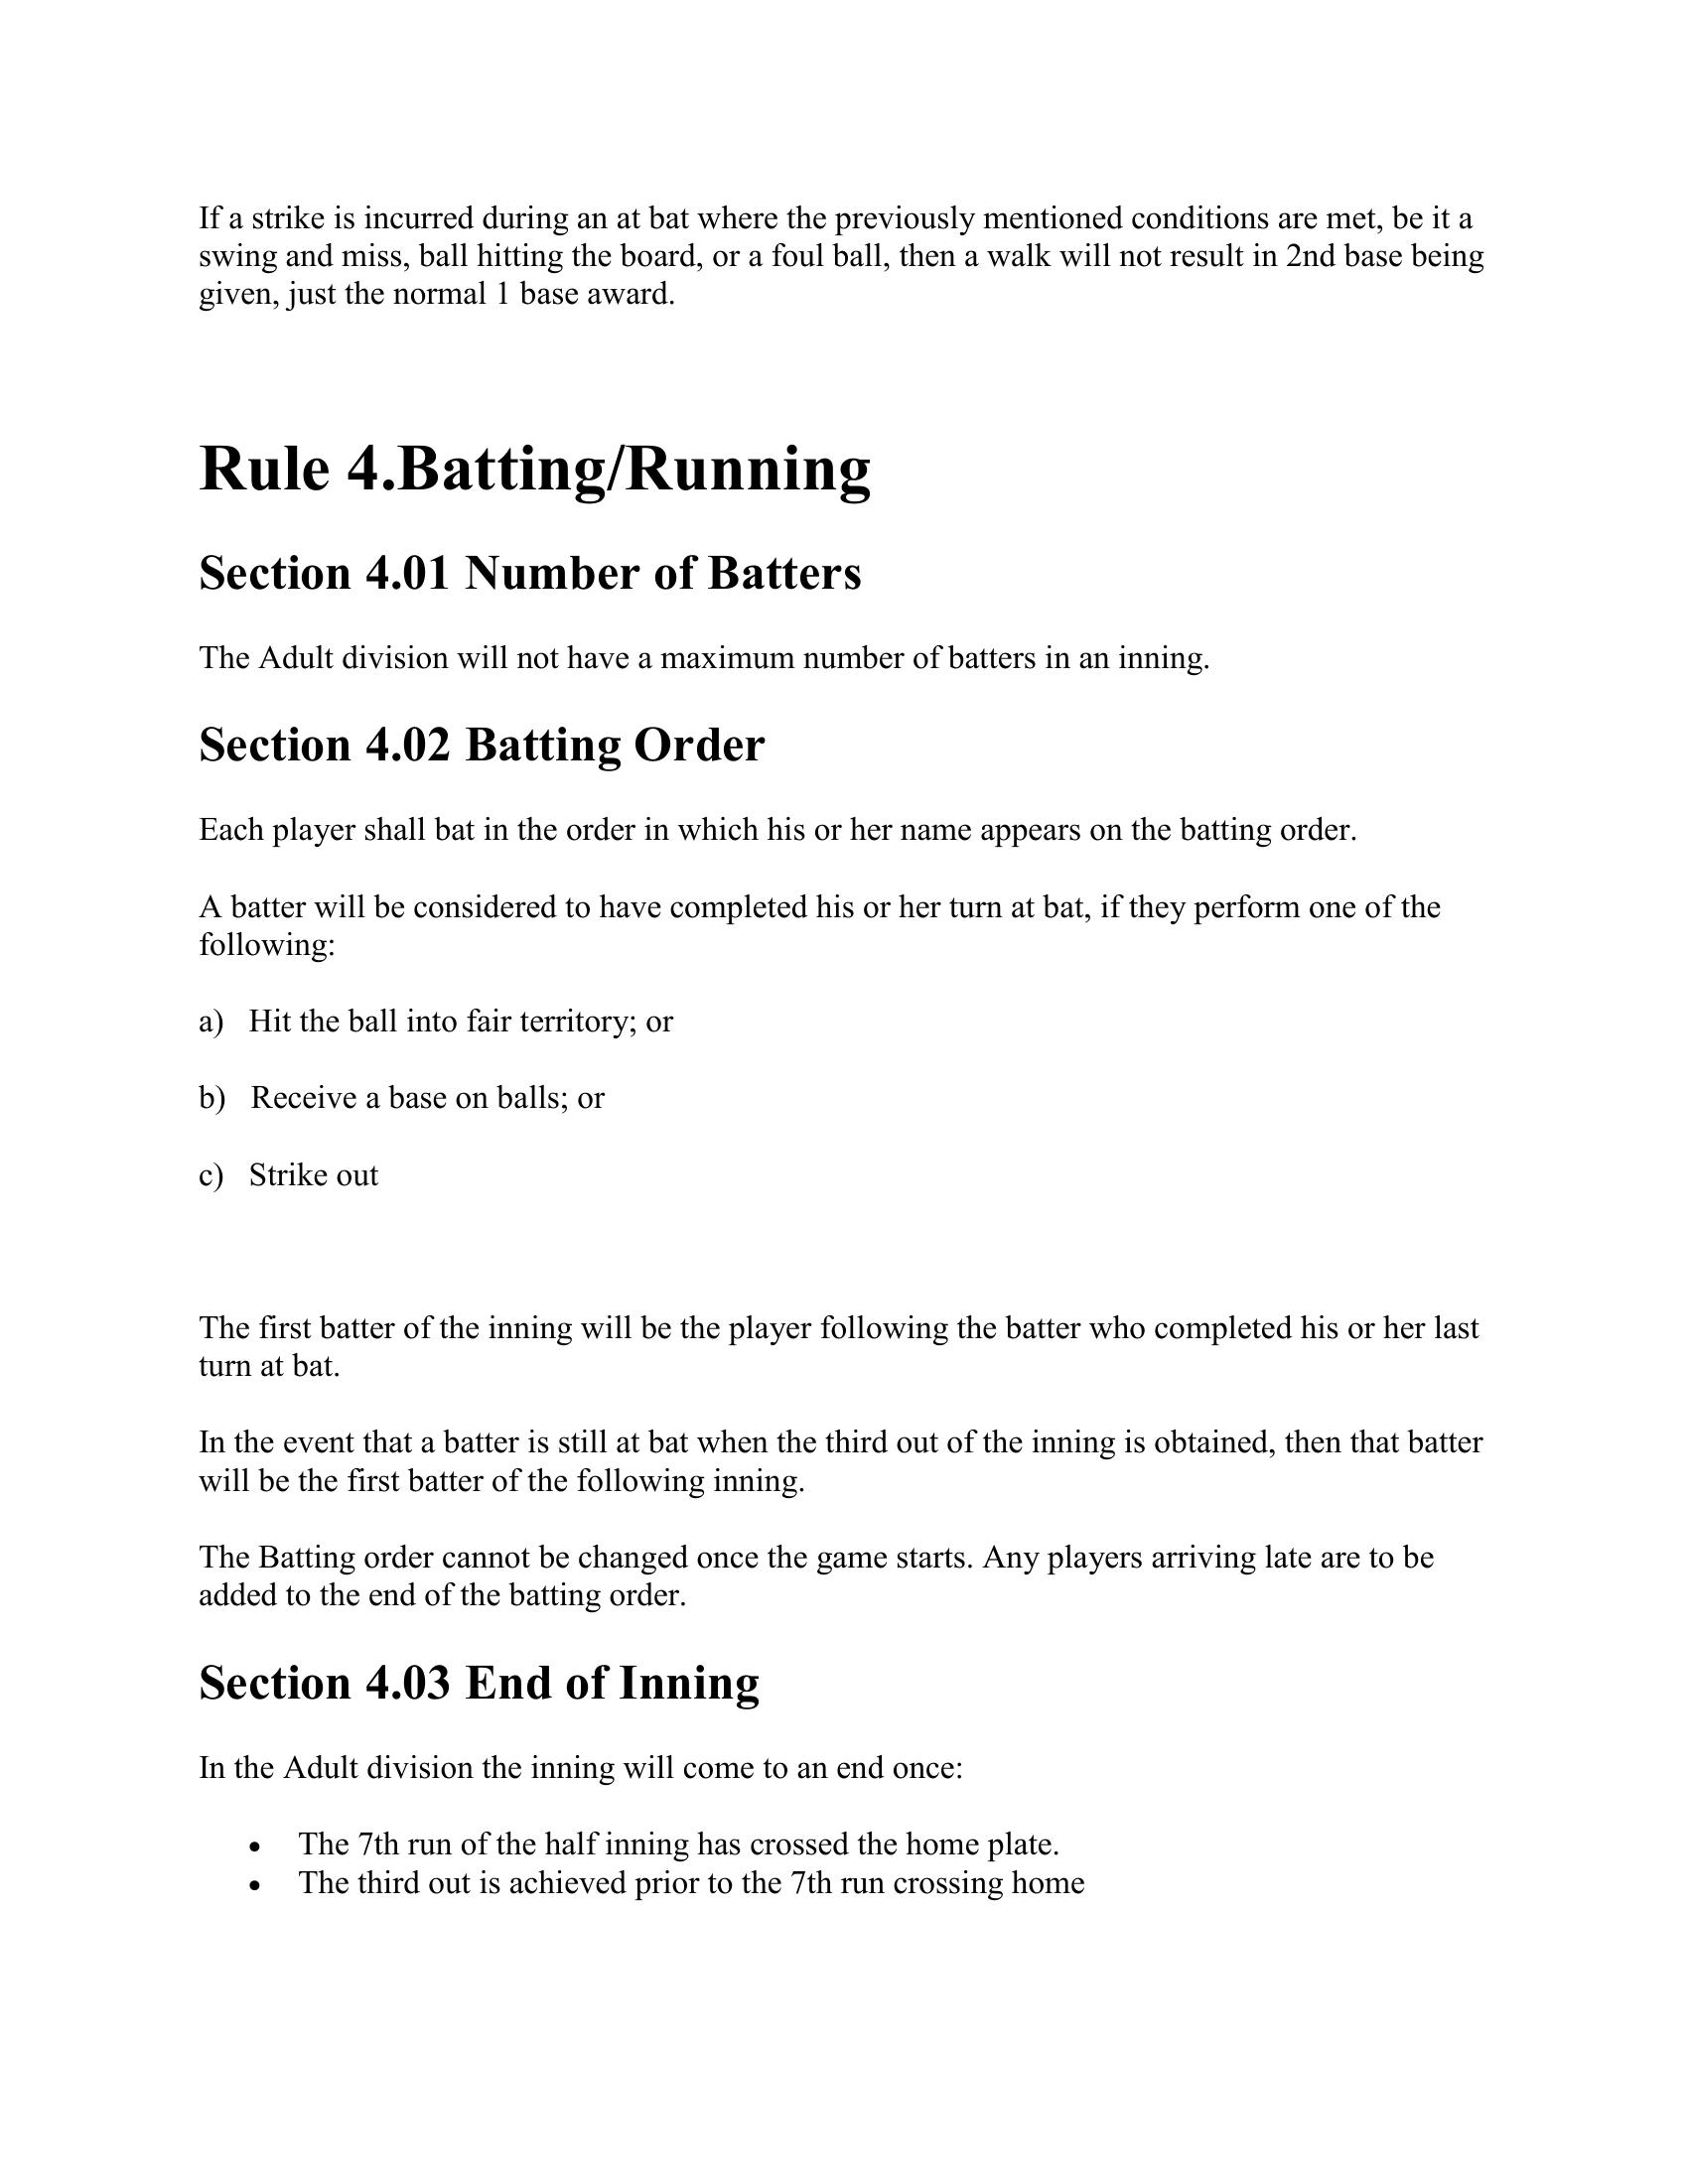 If a strike is incurred during an at bat where the previously mentioned conditions are met, be it a
swing and miss, ball hitting the board, or a foul ball, then a walk will not result in 2nd base being
given, just the normal 1 base award.
Rule 4.Batting/Running
Section 4.01 Number of Batters
The Adult division will not have a maximum number of batters in an inning.
Section 4.02 Batting Order
Each player shall bat in the order in which his or her name appears on the batting order.
A batter will be considered to have completed his or her turn at bat, if they perform one of the
following:
a) Hit the ball into fair territory; or
b) Receive a base on balls; or
c) Strike out
The first batter of the inning will be the player following the batter who completed his or her last
turn at bat.
In the event that a batter is still at bat when the third out of the inning is obtained, then that batter
will be the first batter of the following inning.
The Batting order cannot be changed once the game starts. Any players arriving late are to be
added to the end of the batting order.
Section 4.03 End of Inning
In the Adult division the inning will come to an end once:
• The 7th run of the half inning has crossed the home plate.
• The third out is achieved prior to the 7th run crossing home